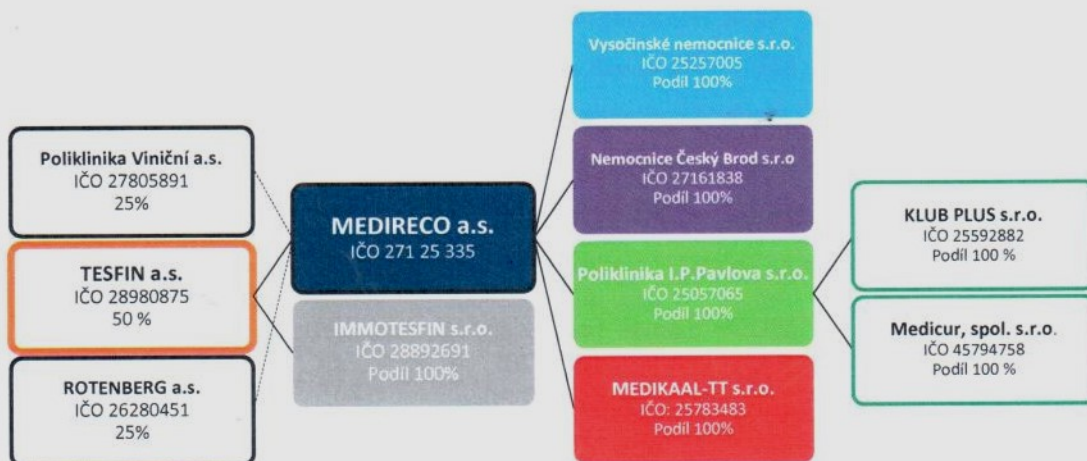 Poliklinika Viniční a.s.
IČO 27805891
25%
TESFIN a.s.
IČO 28980875
50 %
ROTENBERG a.s.
IČO 26280451
25%
MEDIRECO a.s.
IČO 271 25 335
IMMOTESFIN s.r.o.
IČO 28892691
Podíl 100%
Vysočinské nemocnice s.r.o.
IČO 25257005
Podíl 100%
Nemocnice Český Brod s.r.o
IČO 27161838
Podíl 100%
Poliklinika I.P.Pavlova s.r.o.
IČO 25057065
Podíl 100%
MEDIKAAL-TT s.r.o.
IČO: 25783483
Podíl 100%
KLUB PLUS s.r.o.
IČO 25592882
Podíl 100 %
Medicur, spol. s.r.o.
IČO 45794758
Podíl 100 %